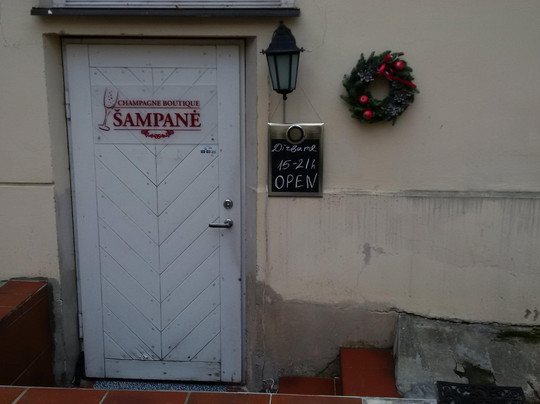 CHAMPAGNE BOUTIQUE
ŠAMPANĖ
Dirbame
15-21h
OPEN